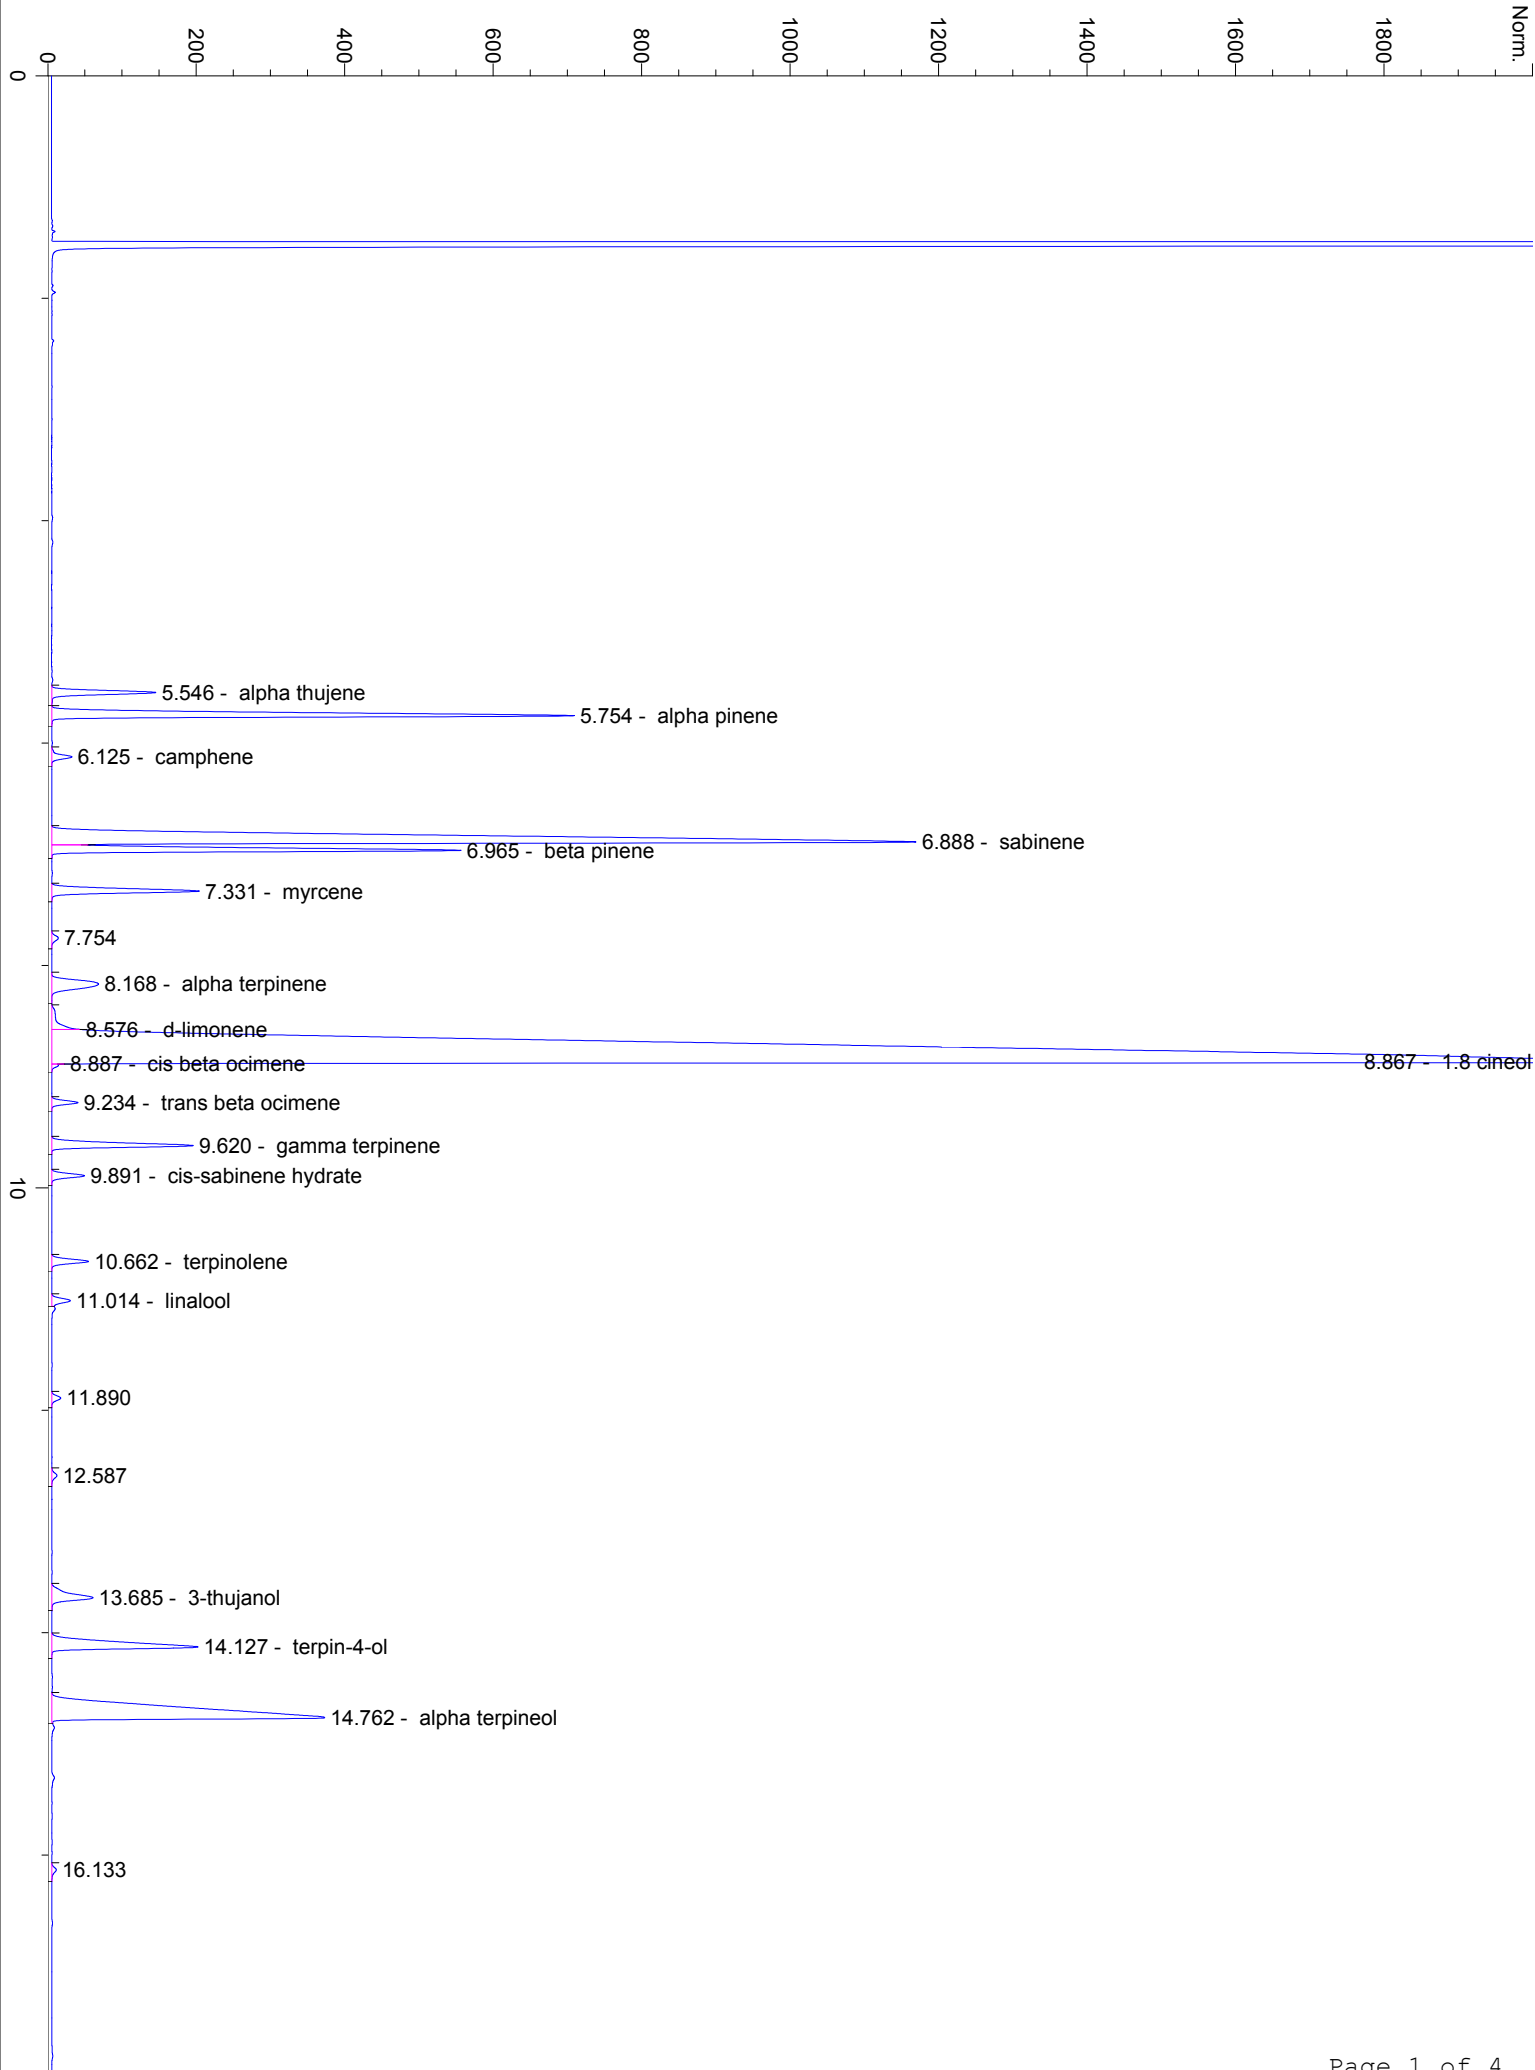 Norm.
0
200
400
600
800
1000
1200
1400
1600
1800
0
5.546 - alpha thujene
5.754 - alpha pinene
6.125 - camphene
6.888 - sabinene
6.965 - beta pinene
7.331 - myrcene
7.754
8.168 - alpha terpinene
8.576 - d-limonene
8.867 - 1.8 cineol
8.887 - cis beta ocimene
9.234 - trans beta ocimene
9.620 - gamma terpinene
9.891 - cis-sabinene hydrate
10
10.662 - terpinolene
11.014 - linalool
11.890
12.587
13.685 - 3-thujanol
14.127 - terpin-4-ol
14.762 - alpha terpineol
16.133
Page 1 of 4